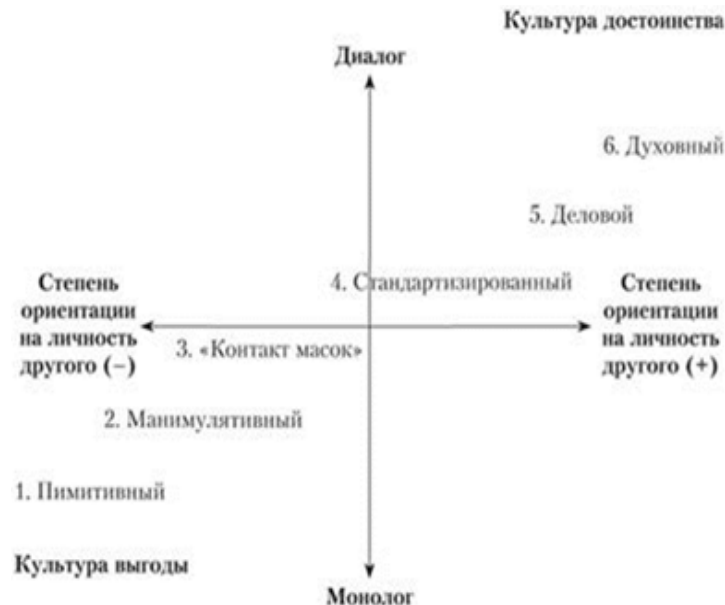 Культура достоинства
Диалог
6. Духовный
5. Деловой
4. Стандартизированный
Степень
ориентации
на личность
другого (−)
Степень
ориентации
на личность
другого (+)
3. «Контакт масок»
2. Манимулятивный
1. Пимитивный
Культура выгоды
Монолог